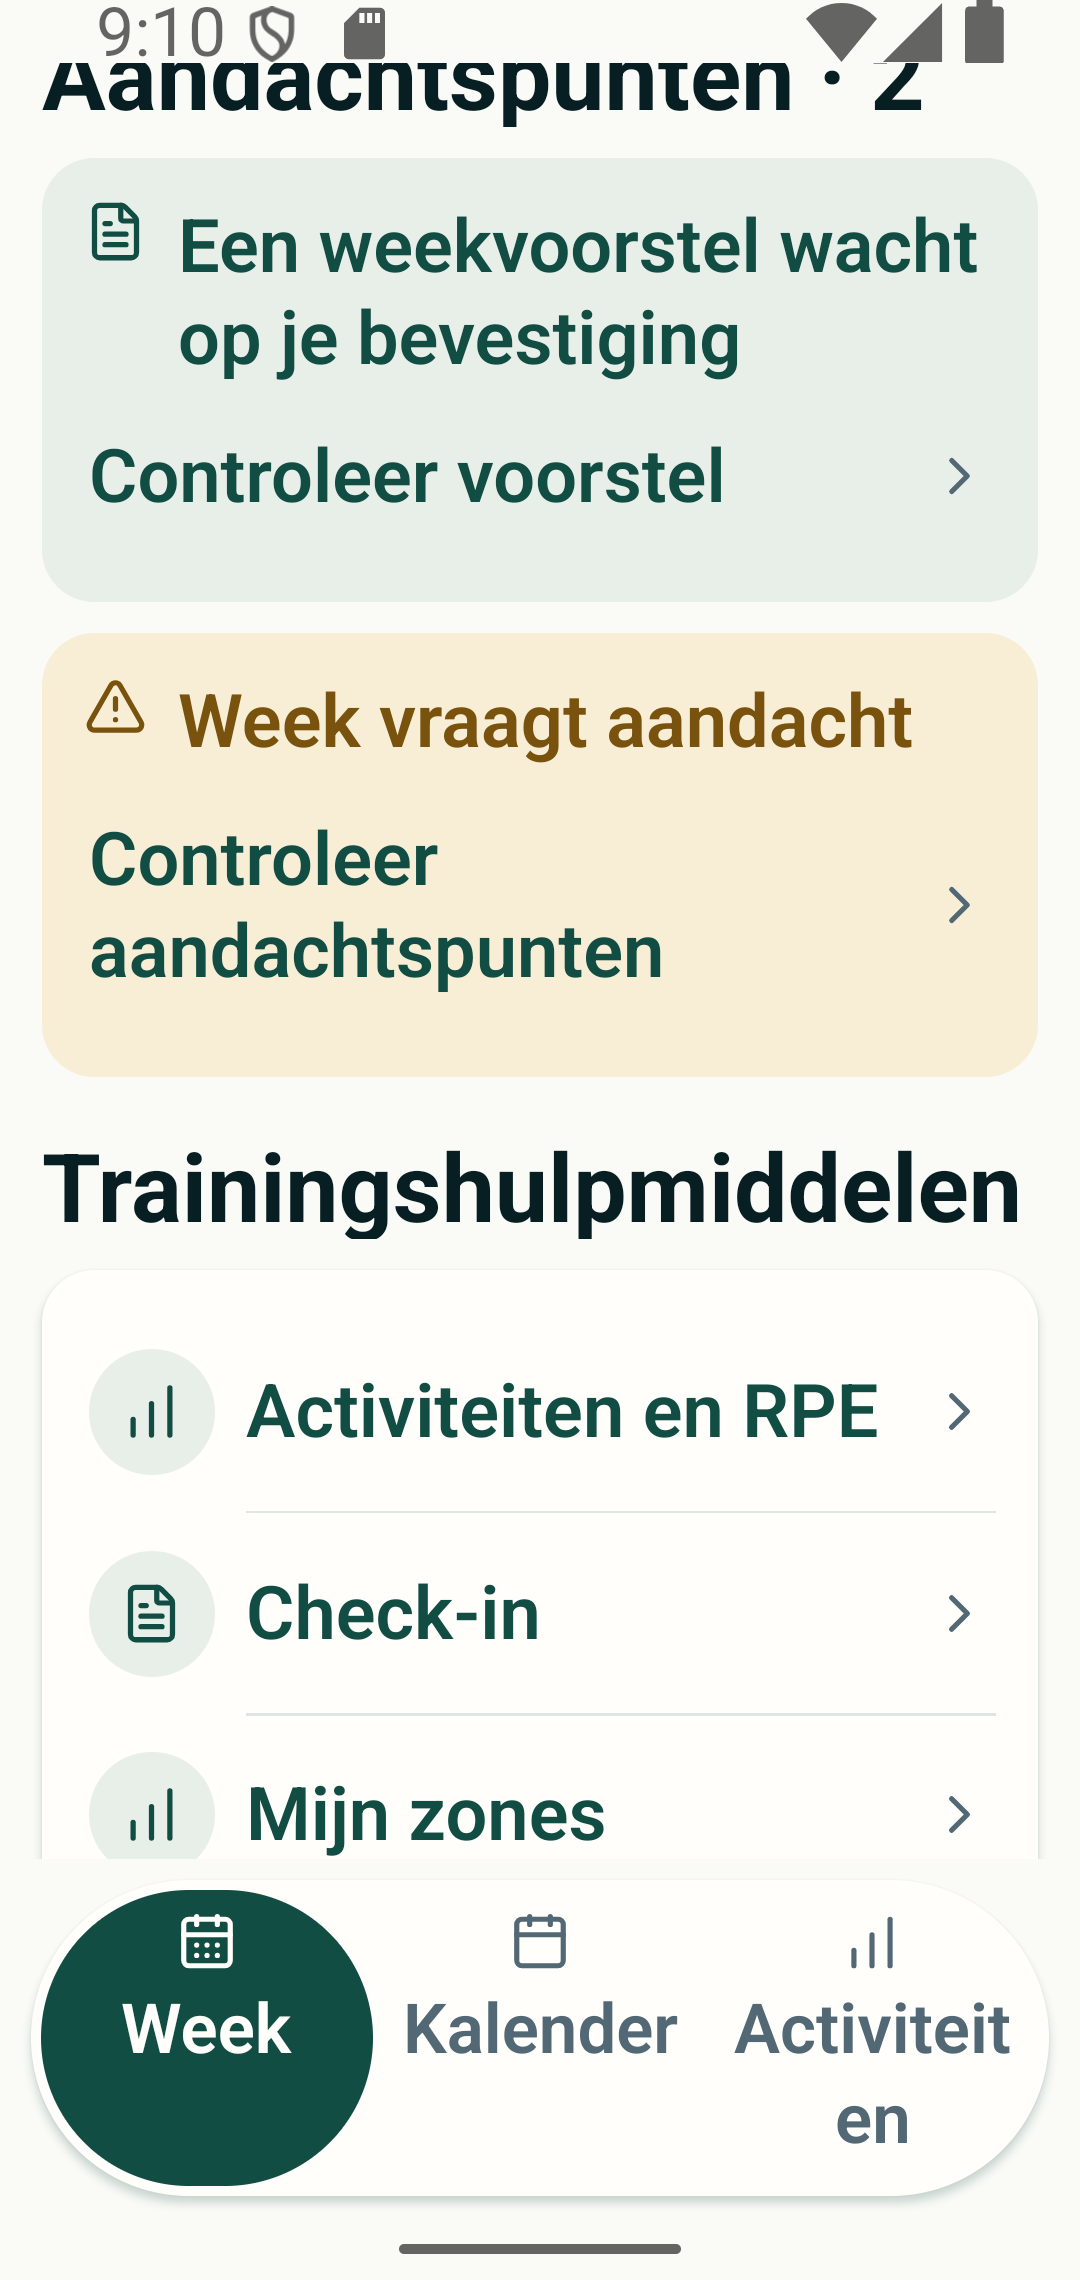 9:10
Aandachtspunten · 2
Een weekvoorstel wacht
op je bevestiging
Controleer voorstel
Week vraagt aandacht
Controleer
aandachtspunten
Trainingshulpmiddelen
Activiteiten en RPE
Check-in
Mijn zones
Week
Kalender
Activiteit
en